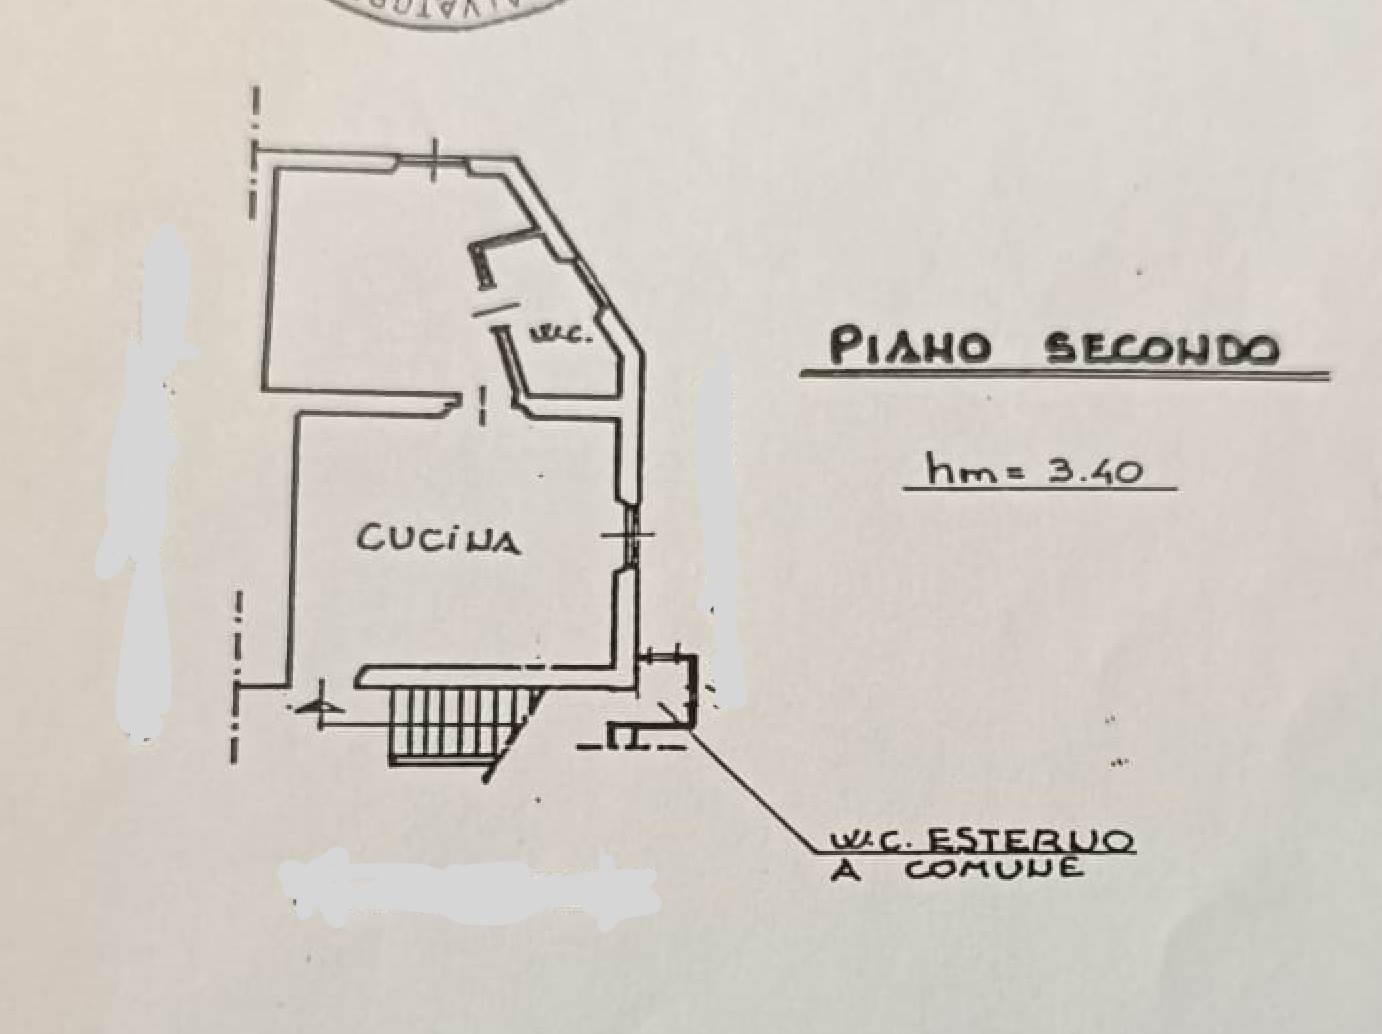 W.C.
PIANO SECONDO
hm = 3.40
CUCINA
W.C. ESTERNO
A COMUNE